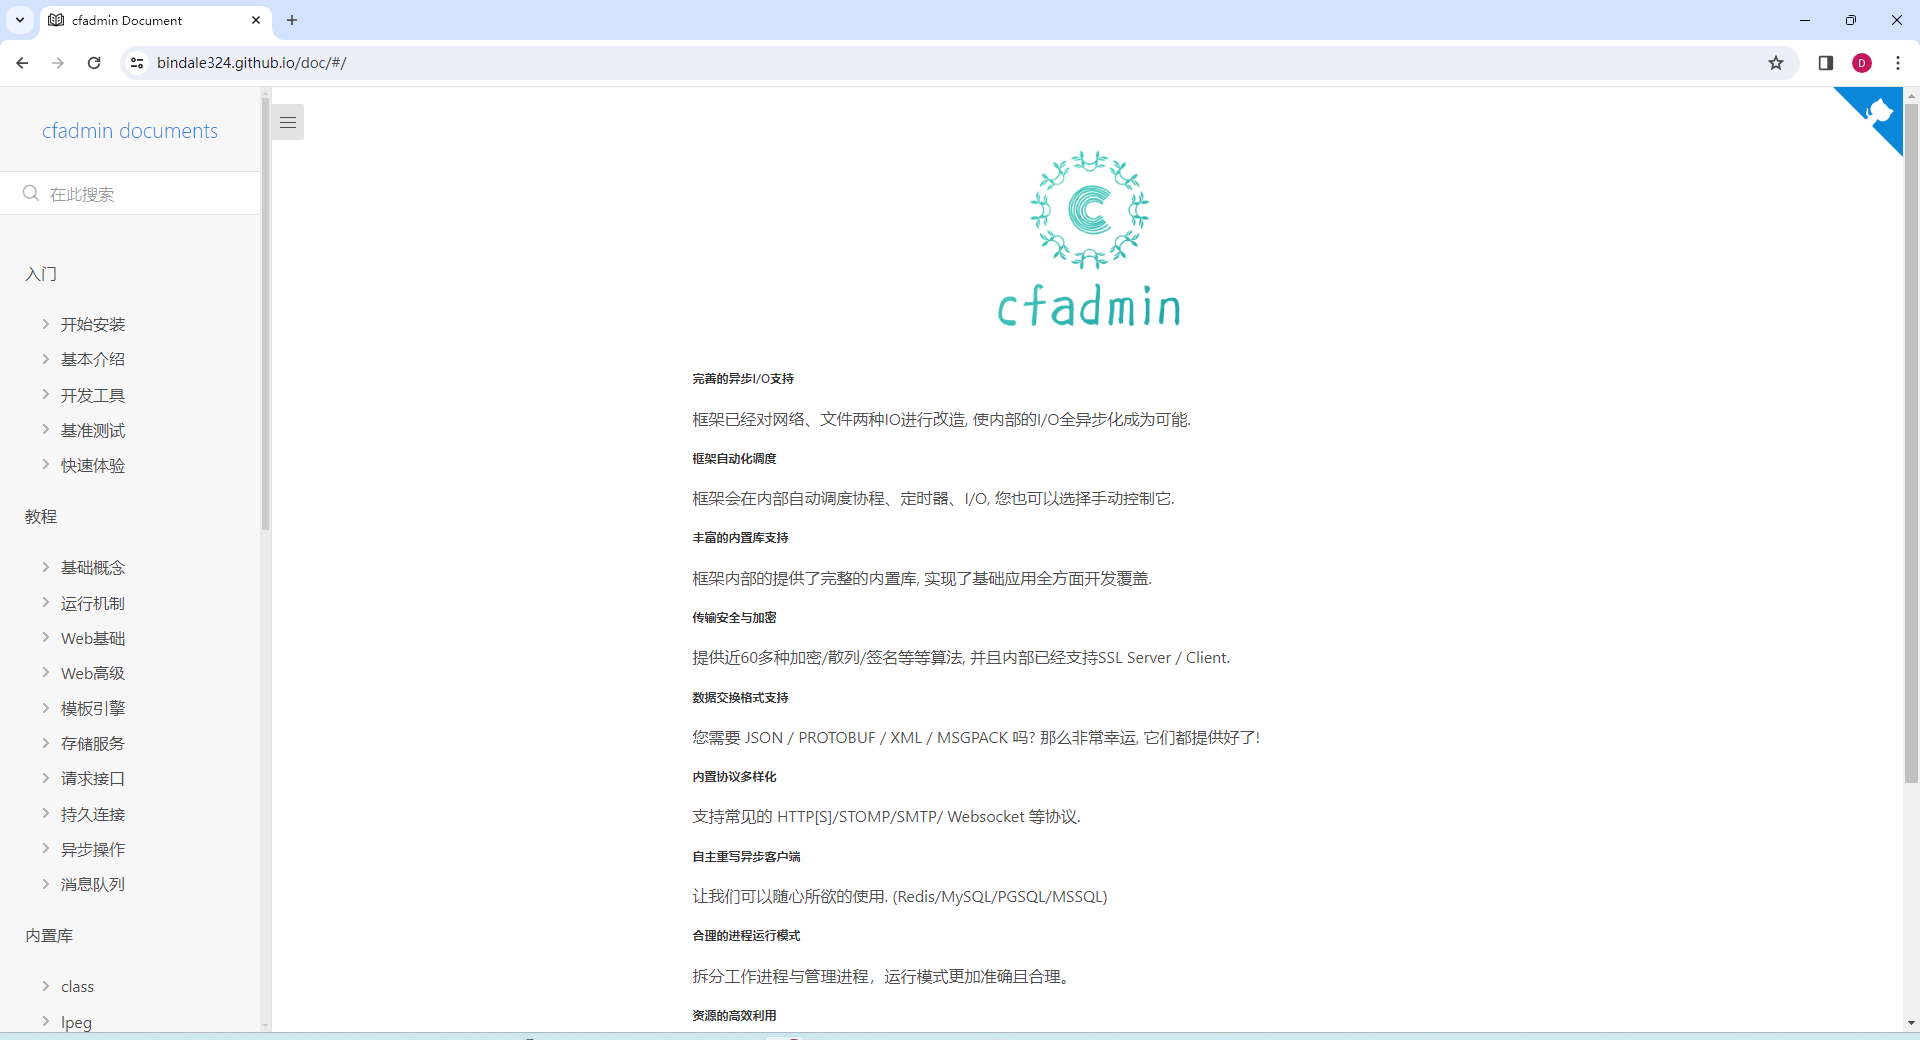 cfadmin Document
bindale324.github.io/doc/#/
D
cfadmin documents
在此搜索
入门
开始安装
基本介绍
开发工具
基准测试
快速体验
教程
基础概念
运行机制
Web基础
Web高级
模板引擎
存储服务
请求接口
持久连接
异步操作
消息队列
内置库
class
lpeg
C
cfadmin
完善的异步I/O支持
框架已经对网络、文件两种IO进行改造, 使内部的I/O全异步化成为可能.
框架自动化调度
框架会在内部自动调度协程、定时器、I/O, 您也可以选择手动控制它.
丰富的内置库支持
框架内部的提供了完整的内置库, 实现了基础应用全方面开发覆盖.
传输安全与加密
提供近60多种加密/散列/签名等等算法, 并且内部已经支持SSL Server / Client.
数据交换格式支持
您需要 JSON / PROTOBUF / XML / MSGPACK 吗? 那么非常幸运, 它们都提供好了!
内置协议多样化
支持常见的 HTTP[S]/STOMP/SMTP/ Websocket 等协议.
自主重写异步客户端
让我们可以随心所欲的使用. (Redis/MySQL/PGSQL/MSSQL)
合理的进程运行模式
拆分工作进程与管理进程，运行模式更加准确且合理。
资源的高效利用